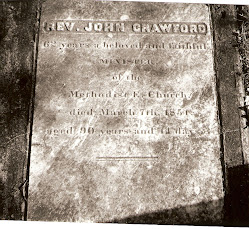 REV. JOHN CRAWFORD
62 years a beloved and faithful
MINISTER
of the
Methodist E. Church
died March 7th, 1851
aged 90 years and days